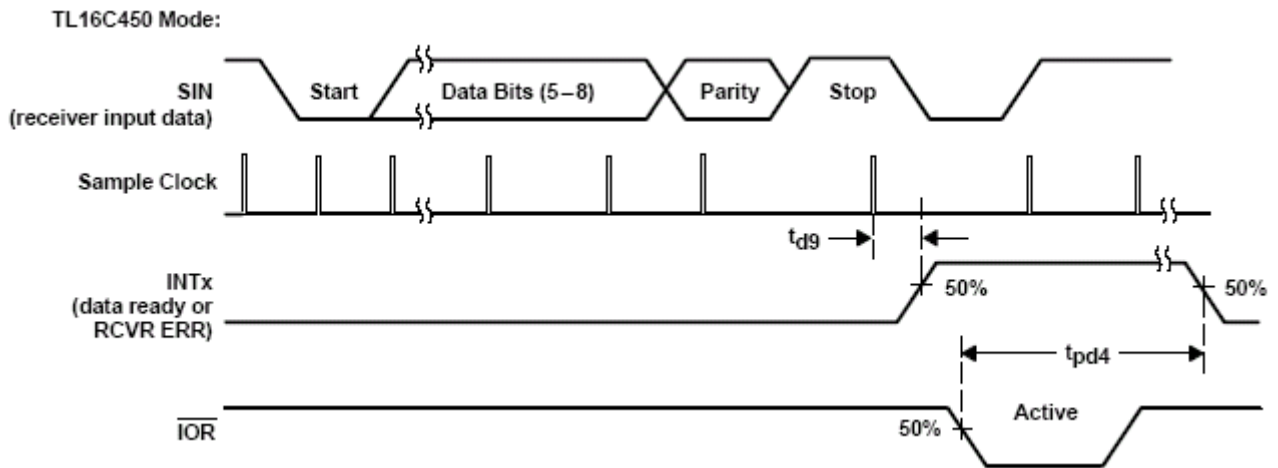 TL16C450 Mode:
SIN
(receiver input data)
Start
Data Bits (5–8)
Parity
Stop
Sample Clock
td9
INTx
(data ready or
RCVR ERR)
50%
50%
tpd4
IOR
50%
Active